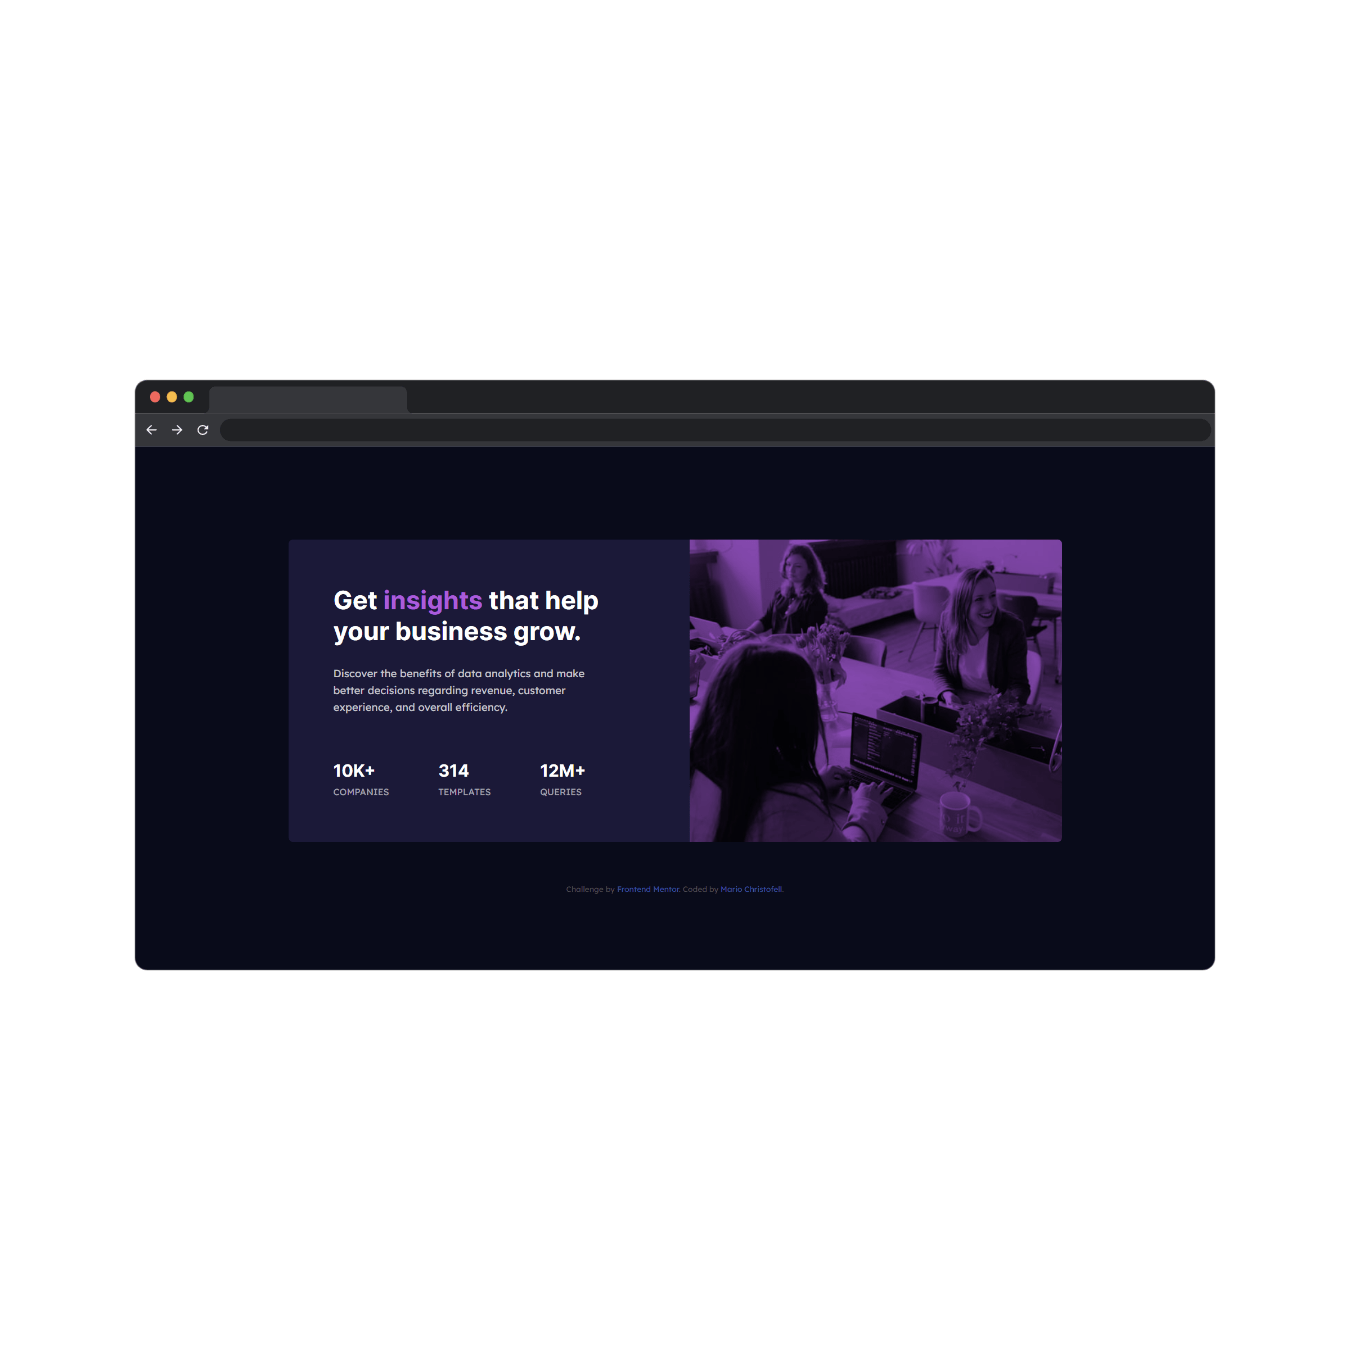 Get insights that help
your business grow.
Discover the benefits of data analytics and make
better decisions regarding revenue, customer
experience, and overall efficiency.
10K+ 314 12M+
COMPANIES TEMPLATES QUERIES
Challenge by Frontend Mentor. Coded by Mario Christofell.